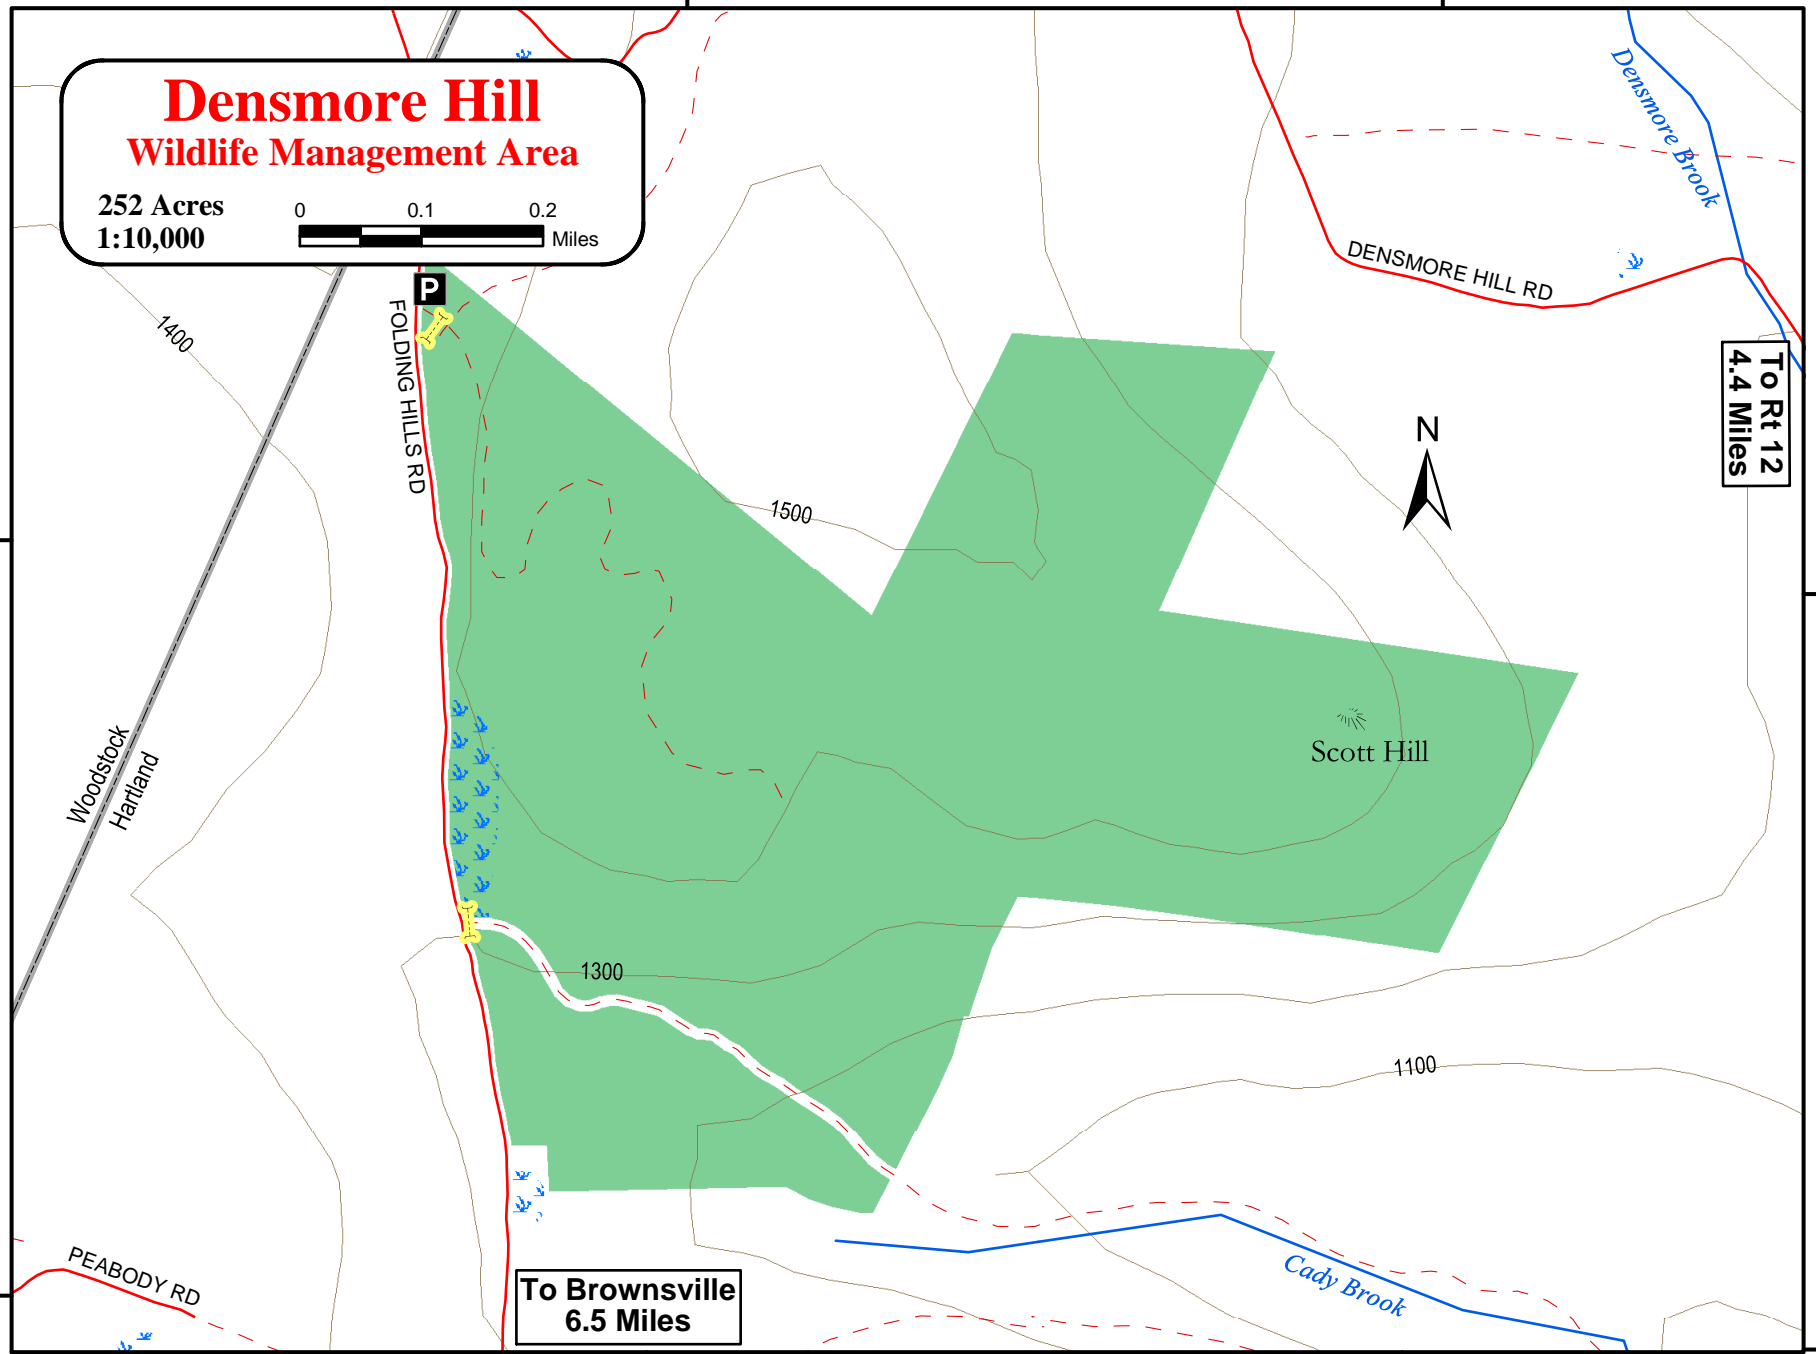 Densmore Hill
Wildlife Management Area
252 Acres
1:10,000
0 0.1 0.2
Miles
P
FOLDING HILLS RD
1400
1500
Densmore Brook
DENSMORE HILL RD
To Rt 12
4.4 Miles
N
Scott Hill
Woodstock
Hartland
1300
1100
PEABODY RD
To Brownsville
6.5 Miles
Cady Brook